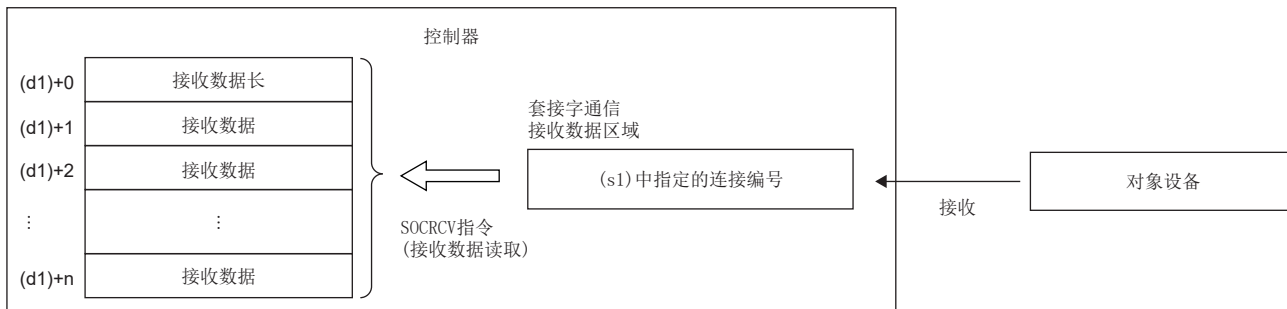 控制器
(d1)+0 接收数据长
(d1)+1 接收数据
(d1)+2 接收数据
⋮ ⋮
(d1)+n 接收数据
SOCRCV指令
(接收数据读取)
套接字通信
接收数据区域
(s1)中指定的连接编号
接收
对象设备